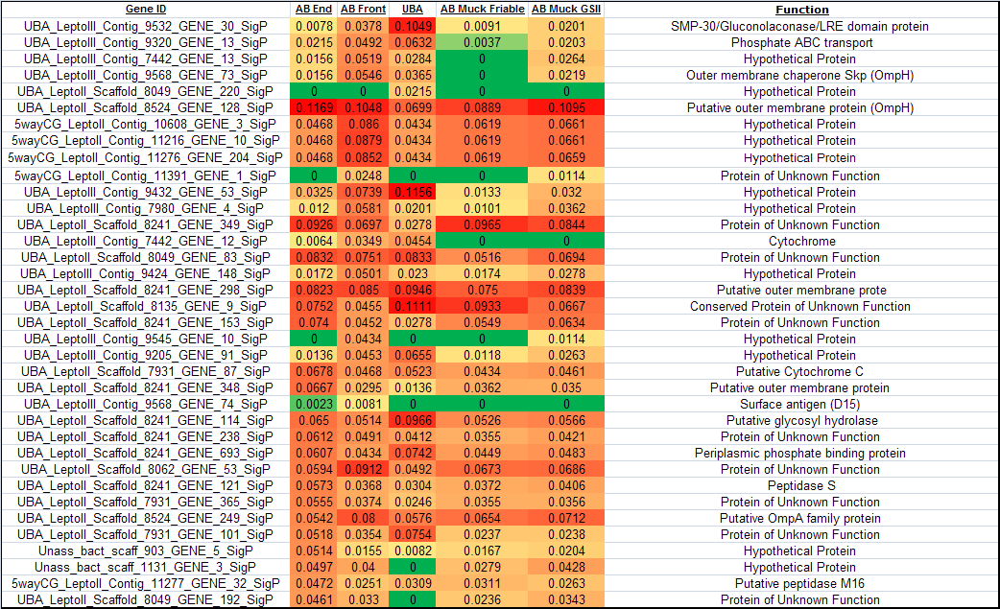 Gene ID AB End AB Front UBA AB Muck Friable AB Muck GSII Function
UBA_LeptoIII_Contig_9532_GENE_30_SigP 0.0078 0.0378 0.1049 0.0091 0.0201 SMP-30/Gluconolaconase/LRE domain protein
UBA_LeptoIII_Contig_9320_GENE_13_SigP 0.0215 0.0492 0.0632 0.0037 0.0203 Phosphate ABC transport
UBA_LeptoIII_Contig_7442_GENE_13_SigP 0.0156 0.0519 0.0284 0 0.0264 Hypothetical Protein
UBA_LeptoIII_Contig_9568_GENE_73_SigP 0.0156 0.0546 0.0365 0 0.0219 Outer membrane chaperone Skp (OmpH)
UBA_LeptoII_Scaffold_8049_GENE_220_SigP 0 0 0.0215 0 0 Hypothetical Protein
UBA_LeptoII_Scaffold_8524_GENE_128_SigP 0.1169 0.1048 0.0699 0.0889 0.1095 Putative outer membrane protein (OmpH)
5wayCG_LeptoII_Contig_10608_GENE_3_SigP 0.0468 0.086 0.0434 0.0619 0.0661 Hypothetical Protein
5wayCG_LeptoII_Contig_11216_GENE_10_SigP 0.0468 0.0879 0.0434 0.0619 0.0661 Hypothetical Protein
5wayCG_LeptoII_Contig_11276_GENE_204_SigP 0.0468 0.0852 0.0434 0.0619 0.0659 Hypothetical Protein
5wayCG_LeptoII_Contig_11391_GENE_1_SigP 0 0.0248 0 0 0.0114 Protein of Unknown Function
UBA_LeptoIII_Contig_9432_GENE_53_SigP 0.0325 0.0739 0.1156 0.0133 0.032 Hypothetical Protein
UBA_LeptoIII_Contig_7980_GENE_4_SigP 0.012 0.0581 0.0201 0.0101 0.0362 Hypothetical Protein
UBA_LeptoII_Scaffold_8241_GENE_349_SigP 0.0926 0.0697 0.0278 0.0965 0.0844 Protein of Unknown Function
UBA_LeptoIII_Contig_7442_GENE_12_SigP 0.0064 0.0349 0.0454 0 0 Cytochrome
UBA_LeptoII_Scaffold_8049_GENE_83_SigP 0.0832 0.0751 0.0833 0.0516 0.0694 Protein of Unknown Function
UBA_LeptoIII_Contig_9424_GENE_148_SigP 0.0172 0.0501 0.023 0.0174 0.0278 Hypothetical Protein
UBA_LeptoII_Scaffold_8241_GENE_298_SigP 0.0823 0.085 0.0946 0.075 0.0839 Putative outer membrane prote
UBA_LeptoII_Scaffold_8135_GENE_9_SigP 0.0752 0.0455 0.1111 0.0933 0.0667 Conserved Protein of Unknown Function
UBA_LeptoII_Scaffold_8241_GENE_153_SigP 0.074 0.0452 0.0278 0.0549 0.0634 Protein of Unknown Function
UBA_LeptoIII_Contig_9545_GENE_10_SigP 0 0.0434 0 0 0.0114 Hypothetical Protein
UBA_LeptoIII_Contig_9205_GENE_91_SigP 0.0136 0.0453 0.0655 0.0118 0.0263 Hypothetical Protein
UBA_LeptoII_Scaffold_7931_GENE_87_SigP 0.0678 0.0468 0.0523 0.0434 0.0461 Putative Cytochrome C
UBA_LeptoII_Scaffold_8241_GENE_348_SigP 0.0667 0.0295 0.0136 0.0362 0.035 Putative outer membrane protein
UBA_LeptoIII_Contig_9568_GENE_74_SigP 0.0023 0.0081 0 0 0 Surface antigen (D15)
UBA_LeptoII_Scaffold_8241_GENE_114_SigP 0.065 0.0514 0.0966 0.0526 0.0566 Putative glycosyl hydrolase
UBA_LeptoII_Scaffold_8241_GENE_238_SigP 0.0612 0.0491 0.0412 0.0355 0.0421 Protein of Unknown Function
UBA_LeptoII_Scaffold_8241_GENE_693_SigP 0.0607 0.0434 0.0742 0.0449 0.0483 Periplasmic phosphate binding protein
UBA_LeptoII_Scaffold_8062_GENE_53_SigP 0.0594 0.0912 0.0492 0.0673 0.0686 Protein of Unknown Function
UBA_LeptoII_Scaffold_8241_GENE_121_SigP 0.0573 0.0368 0.0304 0.0372 0.0406 Peptidase S
UBA_LeptoII_Scaffold_7931_GENE_365_SigP 0.0555 0.0374 0.0246 0.0355 0.0356 Protein of Unknown Function
UBA_LeptoII_Scaffold_8524_GENE_249_SigP 0.0542 0.08 0.0576 0.0654 0.0712 Putative OmpA family protein
UBA_LeptoII_Scaffold_7931_GENE_101_SigP 0.0518 0.0354 0.0754 0.0237 0.0238 Protein of Unknown Function
Unass_bact_scaff_903_GENE_5_SigP 0.0514 0.0155 0.0082 0.0167 0.0204 Hypothetical Protein
Unass_bact_scaff_1131_GENE_3_SigP 0.0497 0.04 0 0.0279 0.0428 Hypothetical Protein
5wayCG_LeptoII_Contig_11277_GENE_32_SigP 0.0472 0.0251 0.0309 0.0311 0.0263 Putative peptidase M16
UBA_LeptoII_Scaffold_8049_GENE_192_SigP 0.0461 0.033 0 0.0236 0.0343 Protein of Unknown Function